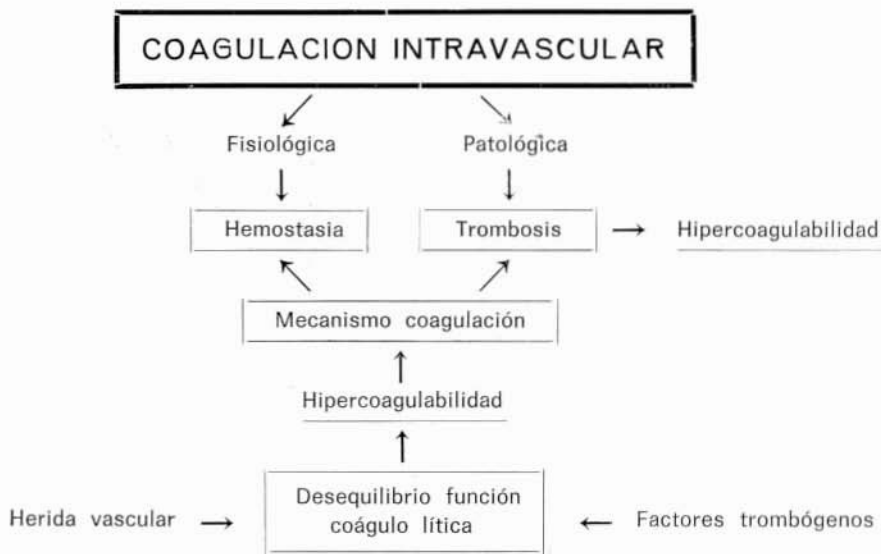 COAGULACION INTRAVASCULAR
Fisiológica Patológica
Hemostasia Trombosis Hipercoagulabilidad
Mecanismo coagulación
Hipercoagulabilidad
Desequilibrio función
coágulo lítica
Herida vascular Factores trombógenos